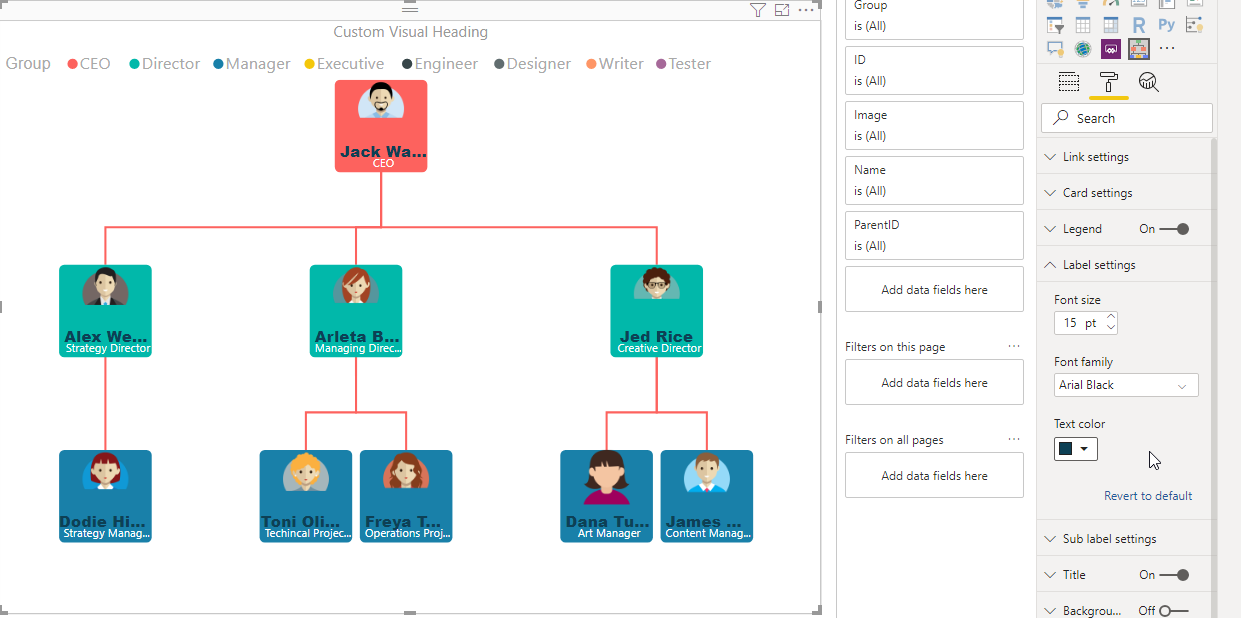 Custom Visual Heading
Group CEO Director Manager Executive Engineer Designer Writer Tester
Jack Wa...
CEO
Alex We...
Strategy Director
Arleta B...
Managing Direc...
Jed Rice
Creative Director
Dodie Hi...
Strategy Manag...
Toni Oli...
Techincal Projec...
Freya T...
Operations Proj...
Dana Tu...
Art Manager
James ...
Content Manag...
Group
is (All)
ID
is (All)
Image
is (All)
Name
is (All)
ParentID
is (All)
Add data fields here
Filters on this page ...
Add data fields here
Filters on all pages ...
Add data fields here
R Py
...
Search
Link settings
Card settings
Legend On
Label settings
Font size
15 pt
Font family
Arial Black
Text color
Revert to default
Sub label settings
Title On
Backgrou... Off